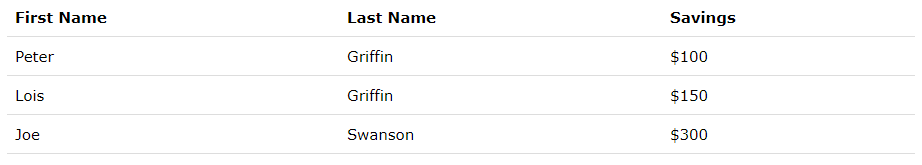 First Name Last Name Savings
Peter Griffin $100
Lois Griffin $150
Joe Swanson $300